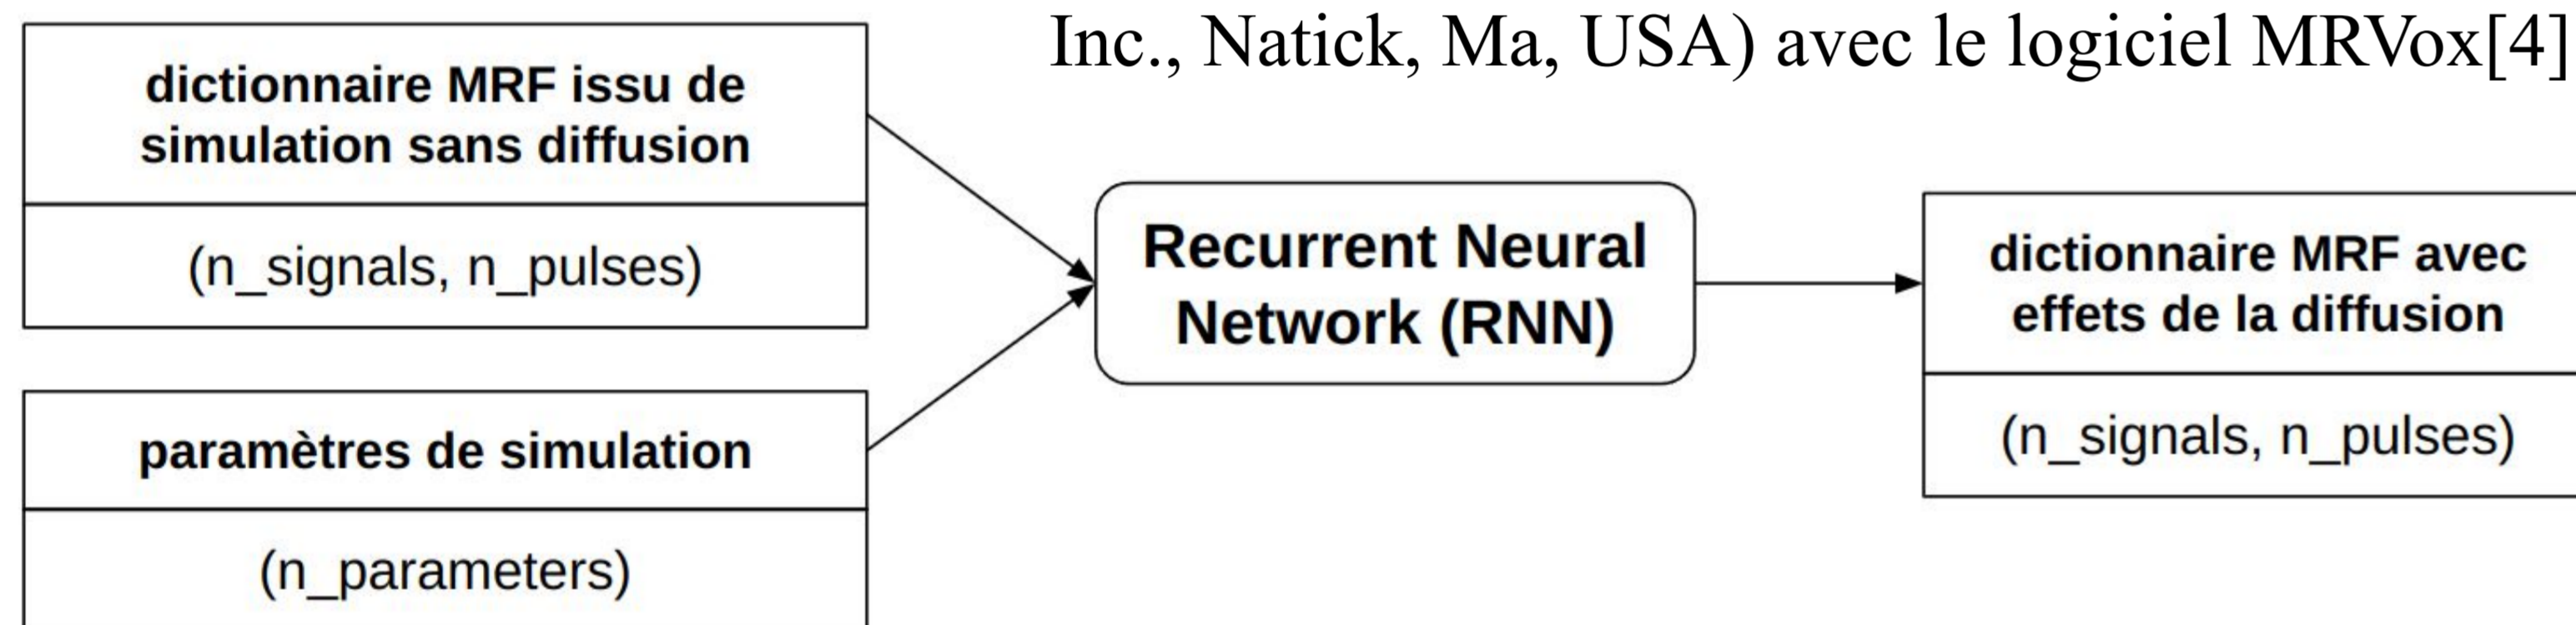 Inc., Natick, Ma, USA) avec le logiciel MRVox[4]
dictionnaire MRF issu de
simulation sans diffusion
(n_signals, n_pulses)
paramètres de simulation
(n_parameters)
Recurrent Neural
Network (RNN)
dictionnaire MRF avec
effets de la diffusion
(n_signals, n_pulses)